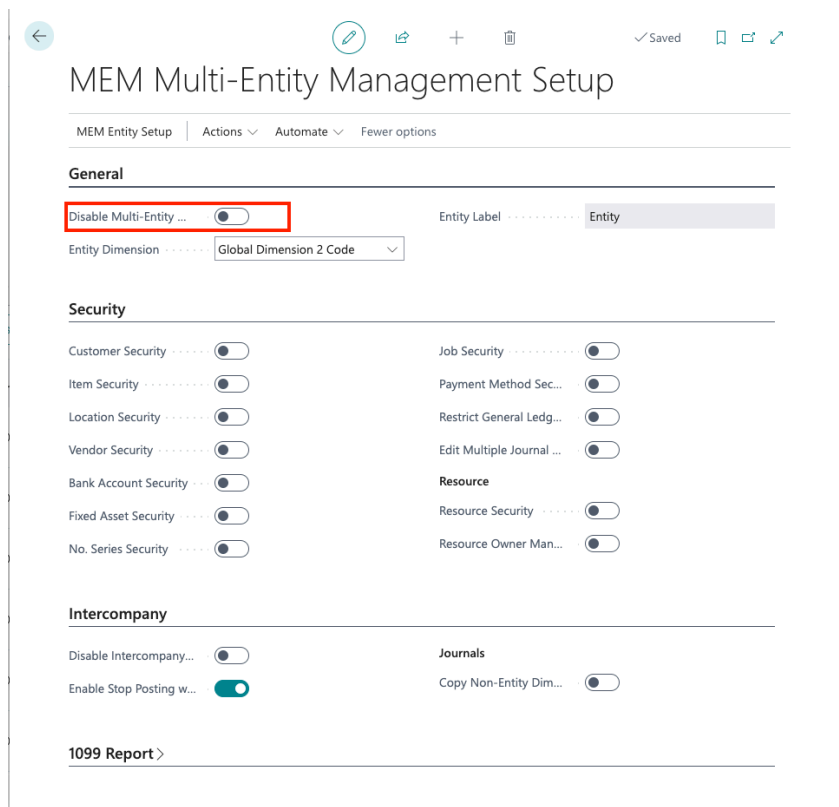 Saved
MEM Multi-Entity Management Setup
MEM Entity Setup
Actions
Automate
Fewer options
General
Disable Multi-Entity ...
Entity Label
Entity
Entity Dimension
Global Dimension 2 Code
Security
Customer Security
Item Security
Location Security
Vendor Security
Bank Account Security
Fixed Asset Security
No. Series Security
Job Security
Payment Method Sec...
Restrict General Ledg...
Edit Multiple Journal ...
Resource
Resource Security
Resource Owner Man...
Intercompany
Disable Intercompany...
Enable Stop Posting w...
Journals
Copy Non-Entity Dim...
1099 Report